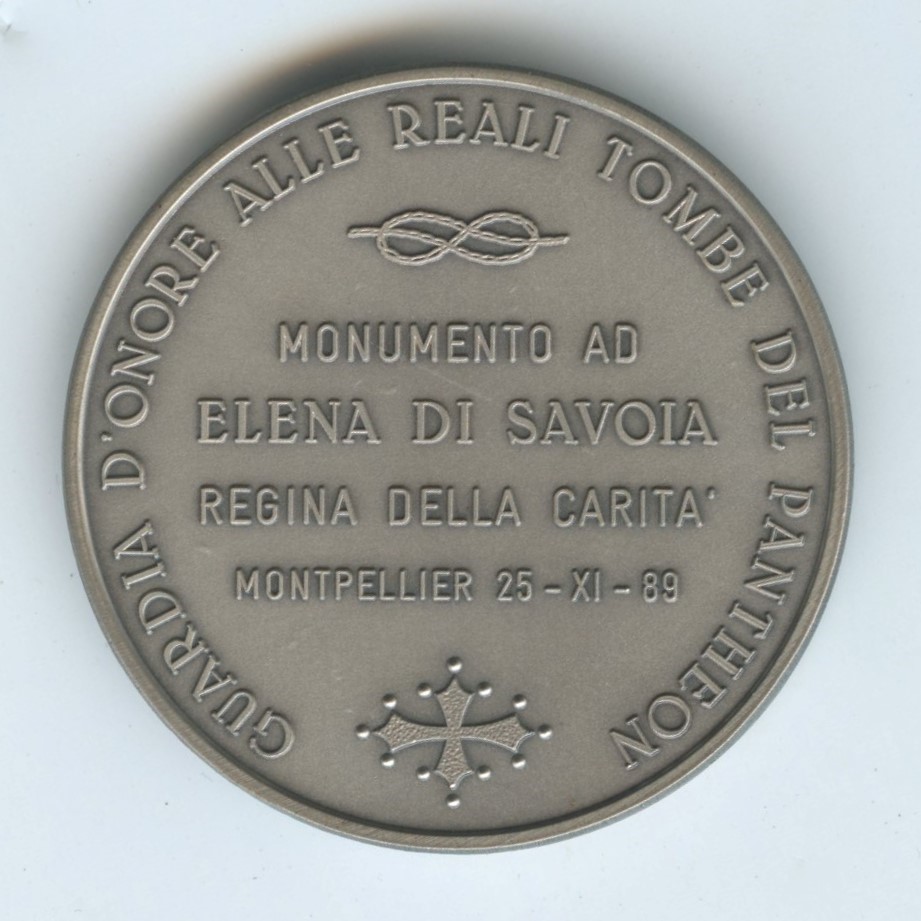 GUARDIA D'ONORE ALLE REALI TOMBE DEL PANTHEON
MONUMENTO AD
ELENA DI SAVOIA
REGINA DELLA CARITA'
MONTPELLIER 25-XI-89